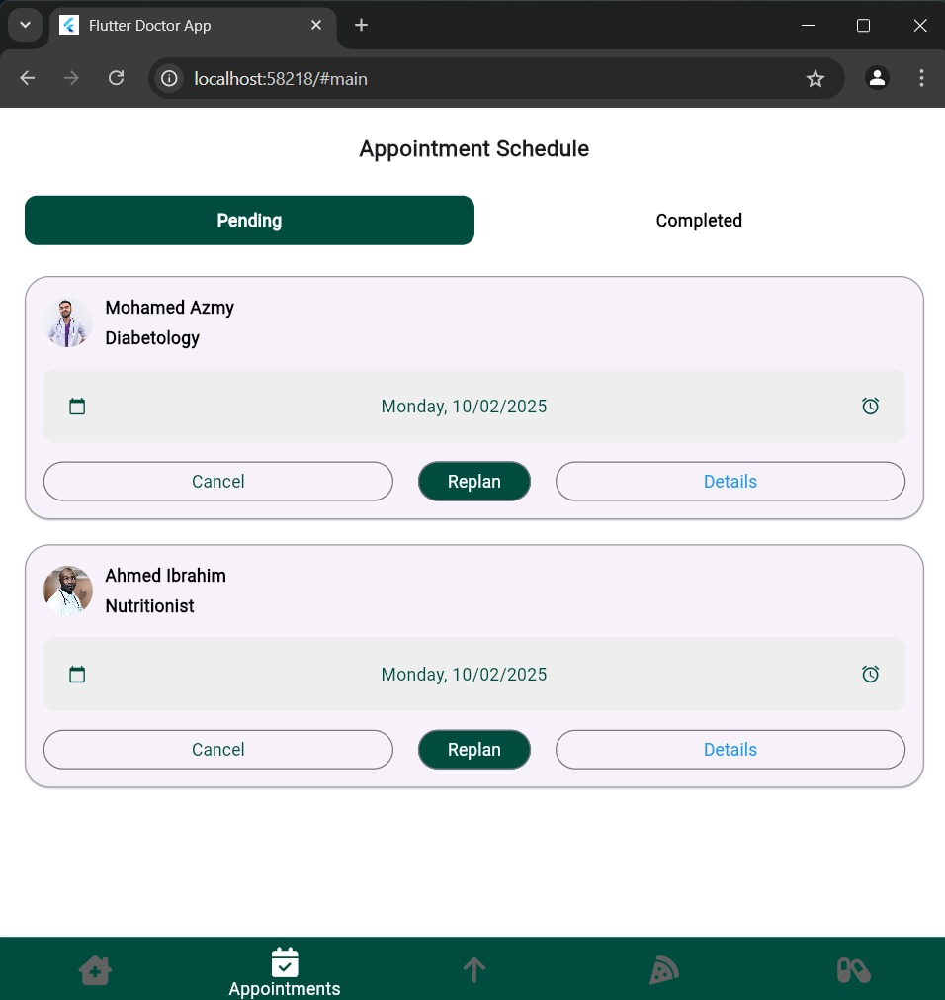 Flutter Doctor App
localhost:58218/#main
Appointment Schedule
Pending Completed
Mohamed Azmy
Diabetology
Monday, 10/02/2025
Cancel Replan Details
Ahmed Ibrahim
Nutritionist
Monday, 10/02/2025
Cancel Replan Details
Appointments